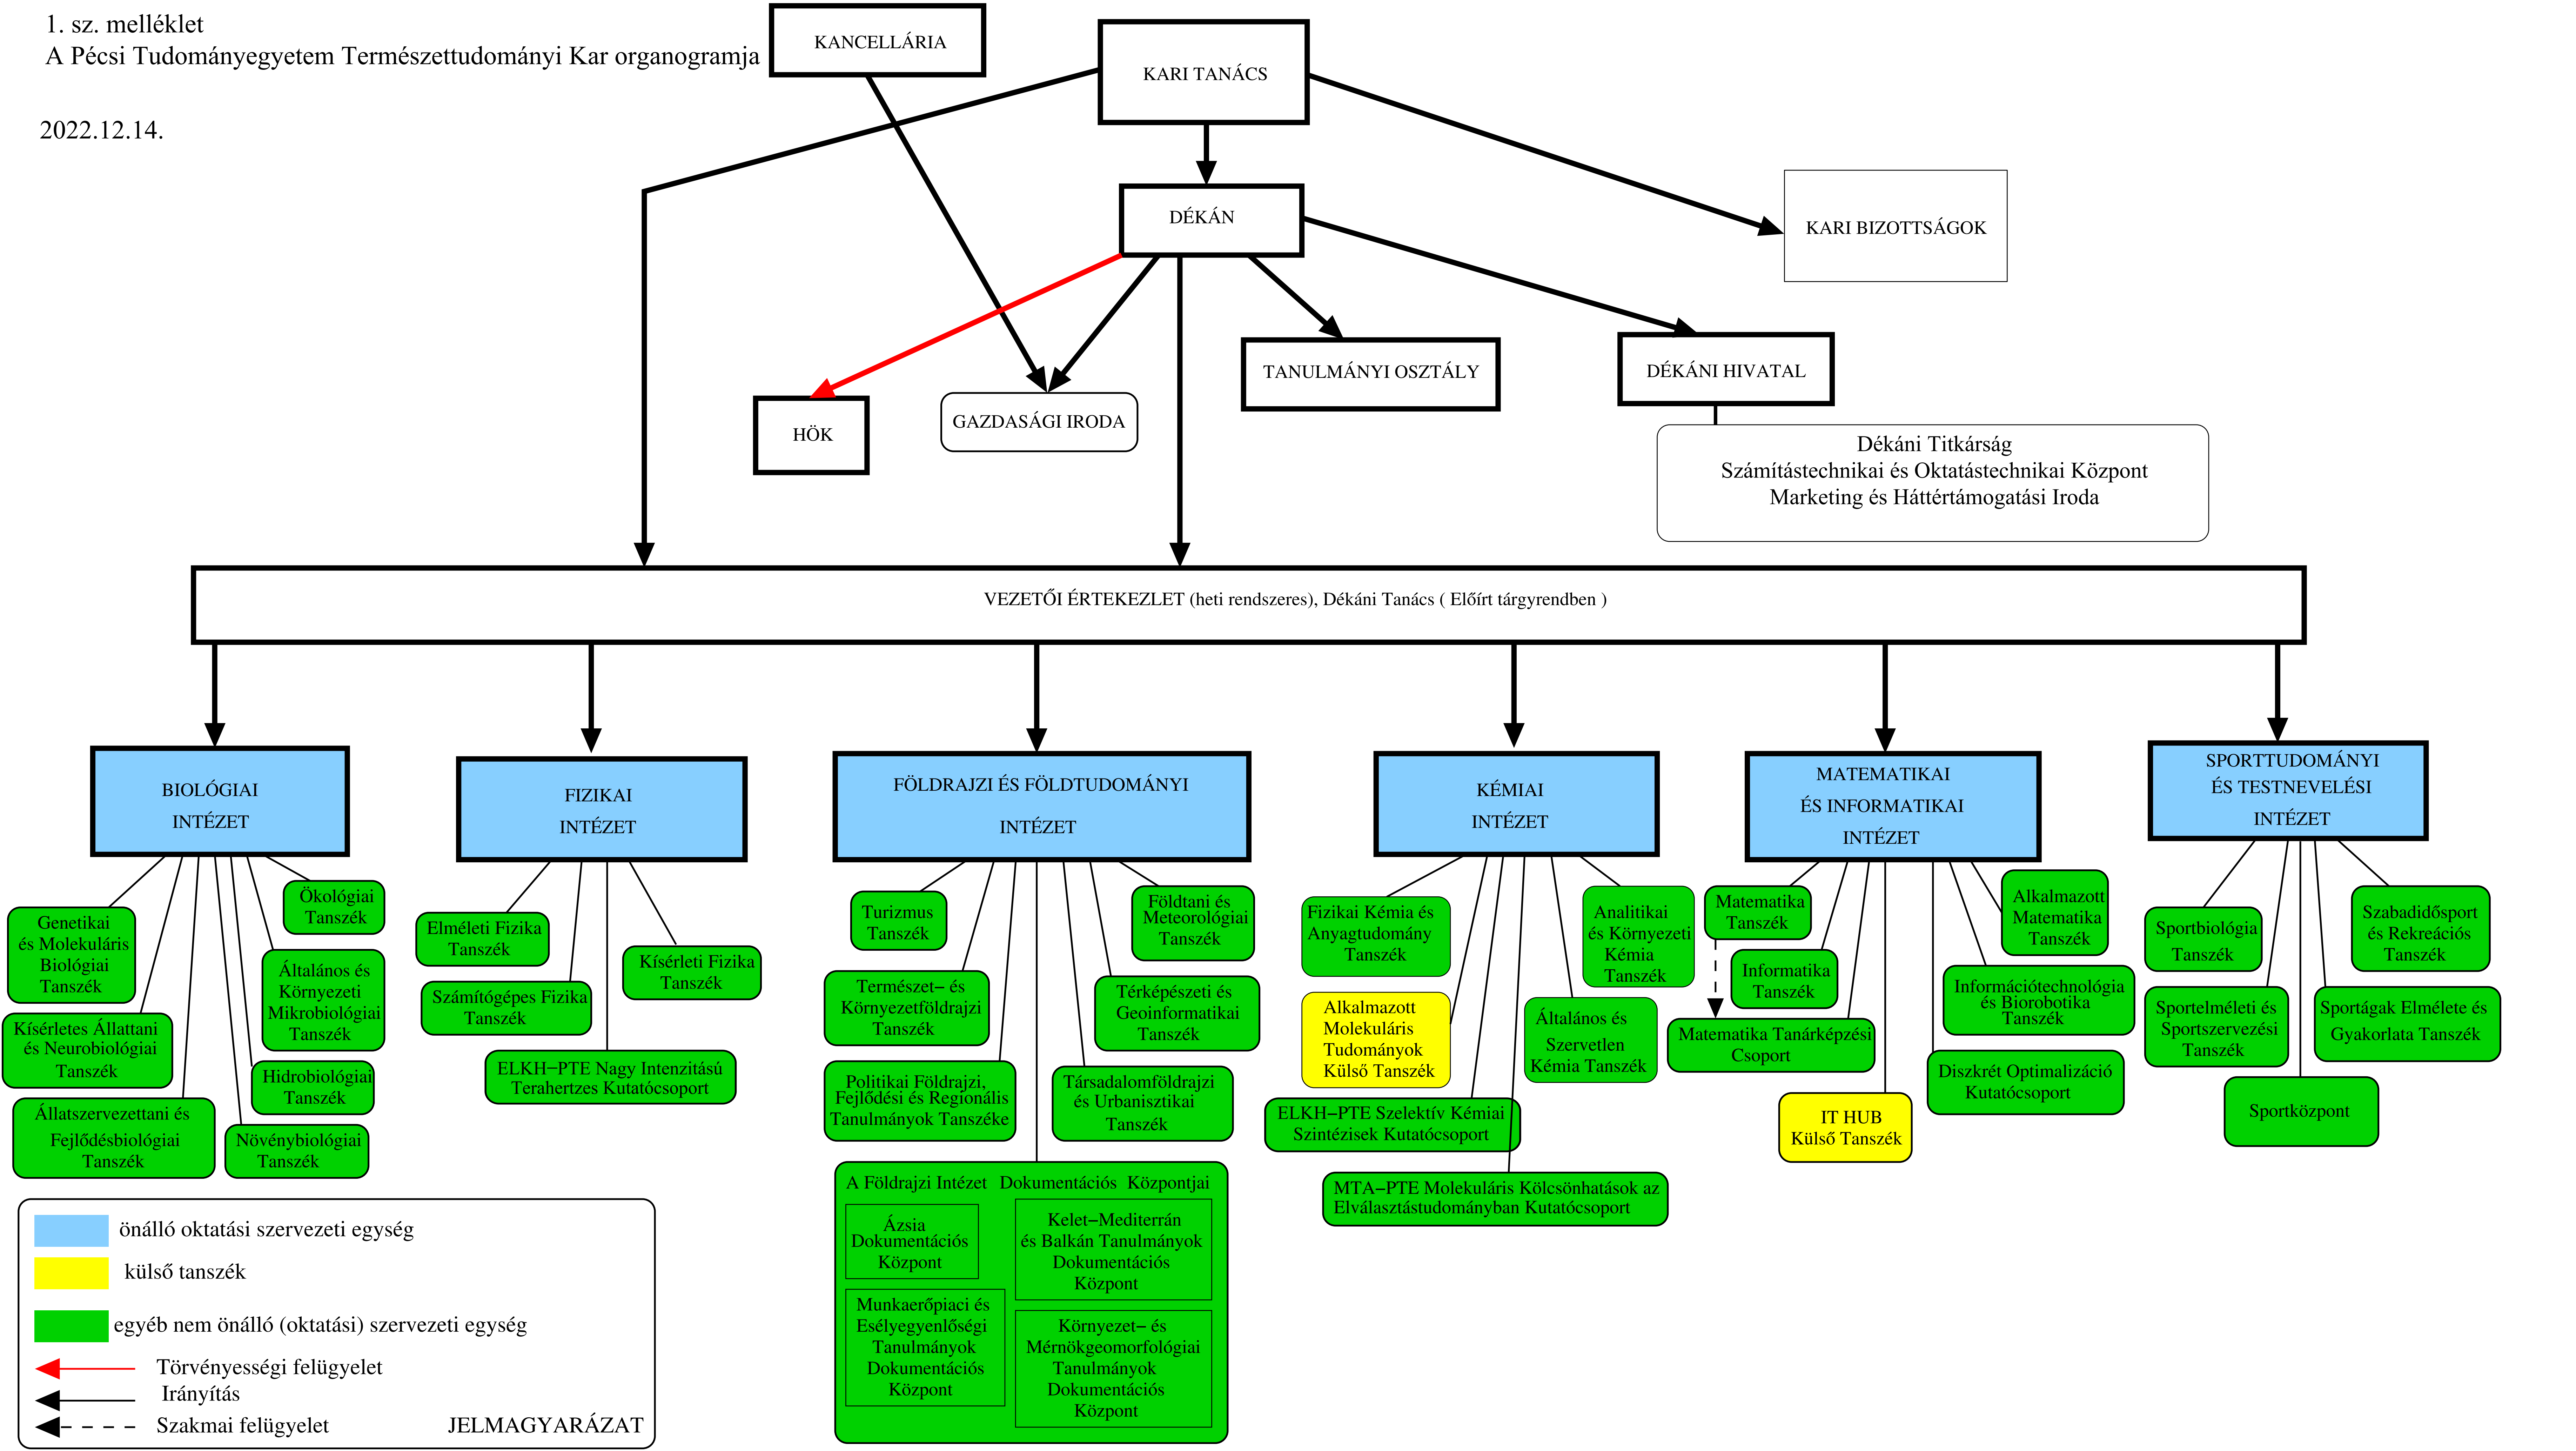 1. sz. melléklet
A Pécsi Tudományegyetem Természettudományi Kar organogramja
2022.12.14.
KANCELLÁRIA
KARI TANÁCS
DÉKÁN
KARI BIZOTTSÁGOK
HÖK
GAZDASÁGI IRODA
TANULMÁNYI OSZTÁLY
DÉKÁNI HIVATAL
Dékáni Titkárság
Számítástechnikai és Oktatástechnikai Központ
Marketing és Háttértámogatási Iroda
VEZETŐI ÉRTEKEZLET (heti rendszeres), Dékáni Tanács ( Előírt tárgyrendben )
BIOLÓGIAI
INTÉZET
FIZIKAI
INTÉZET
FÖLDRAJZI ÉS FÖLDTUDOMÁNYI
INTÉZET
KÉMIAI
INTÉZET
MATEMATIKAI
ÉS INFORMATIKAI
INTÉZET
SPORTTUDOMÁNYI
ÉS TESTNEVELÉSI
INTÉZET
Ökológiai
Tanszék
Genetikai
és Molekuláris
Biológiai
Tanszék
Általános és
Környezeti
Mikrobiológiai
Tanszék
Kísérletes Állattani
és Neurobiológiai
Tanszék
Hidrobiológiai
Tanszék
Állatszervezettani és
Fejlődésbiológiai
Tanszék
Növénybiológiai
Tanszék
Elméleti Fizika
Tanszék
Kísérleti Fizika
Tanszék
Számítógépes Fizika
Tanszék
ELKH−PTE Nagy Intenzitású
Terahertzes Kutatócsoport
Turizmus
Tanszék
Földtani és
Meteorológiai
Tanszék
Természet− és
Környezetföldrajzi
Tanszék
Térképészeti és
Geoinformatikai
Tanszék
Politikai Földrajzi,
Fejlődési és Regionális
Tanulmányok Tanszéke
Társadalomföldrajzi
és Urbanisztikai
Tanszék
A Földrajzi Intézet Dokumentációs Központjai
Ázsia
Dokumentációs
Központ
Kelet−Mediterrán
és Balkán Tanulmányok
Dokumentációs
Központ
Munkaerőpiaci és
Esélyegyenlőségi
Tanulmányok
Dokumentációs
Központ
Környezet− és
Mérnökgeomorfológiai
Tanulmányok
Dokumentációs
Központ
Fizikai Kémia és
Anyagtudomány
Tanszék
Analitikai
és Környezeti
Kémia
Tanszék
Alkalmazott
Molekuláris
Tudományok
Külső Tanszék
Általános és
Szervetlen
Kémia Tanszék
ELKH−PTE Szelektív Kémiai
Szintézisek Kutatócsoport
MTA−PTE Molekuláris Kölcsönhatások az
Elválasztástudományban Kutatócsoport
Matematika
Tanszék
Alkalmazott
Matematika
Tanszék
Informatika
Tanszék
Információtechnológia
és Biorobotika
Tanszék
Matematika Tanárképzési
Csoport
Diszkrét Optimalizáció
Kutatócsoport
IT HUB
Külső Tanszék
Sportbiológia
Tanszék
Szabadidősport
és Rekreációs
Tanszék
Sportelméleti és
Sportszervezési
Tanszék
Sportágak Elmélete és
Gyakorlata Tanszék
Sportközpont
önálló oktatási szervezeti egység
külső tanszék
egyéb nem önálló (oktatási) szervezeti egység
Törvényességi felügyelet
Irányítás
Szakmai felügyelet
JELMAGYARÁZAT